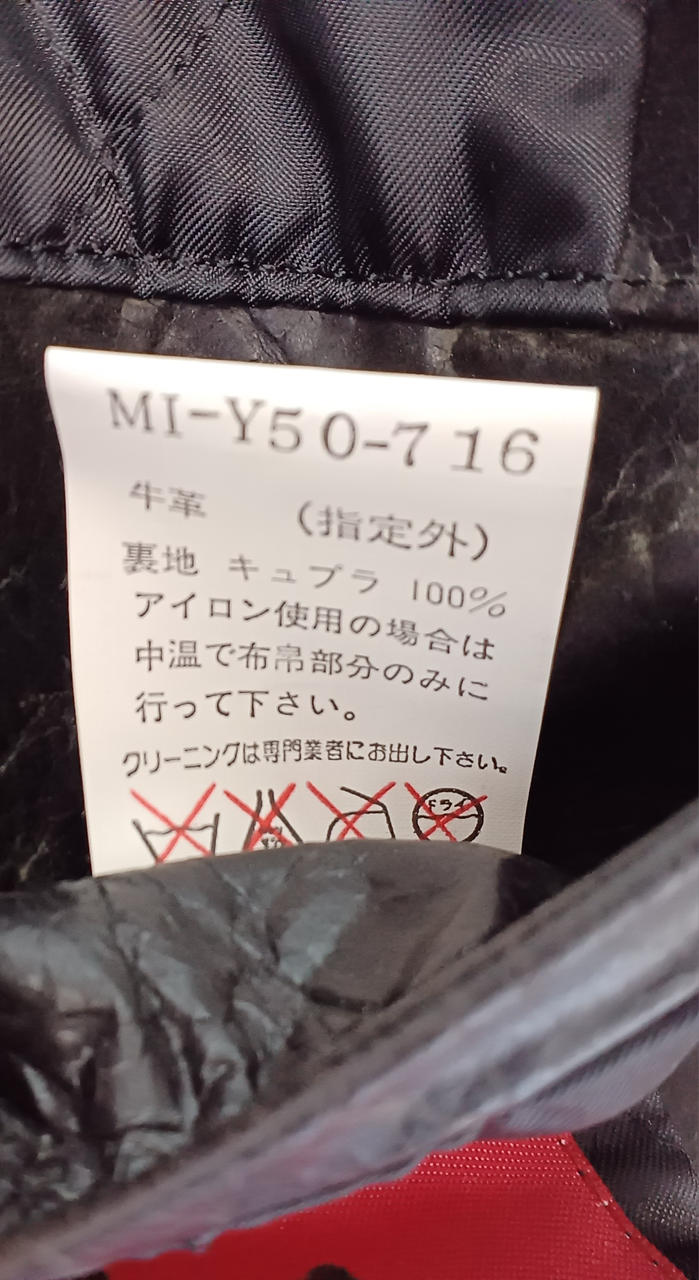 MI-Y50-716
牛革　（指定外）
裏地 キュプラ 100%
アイロン使用の場合は
中温で布帛部分のみに
行って下さい。
クリーニングは専門業者にお出し下さい。
ドライ